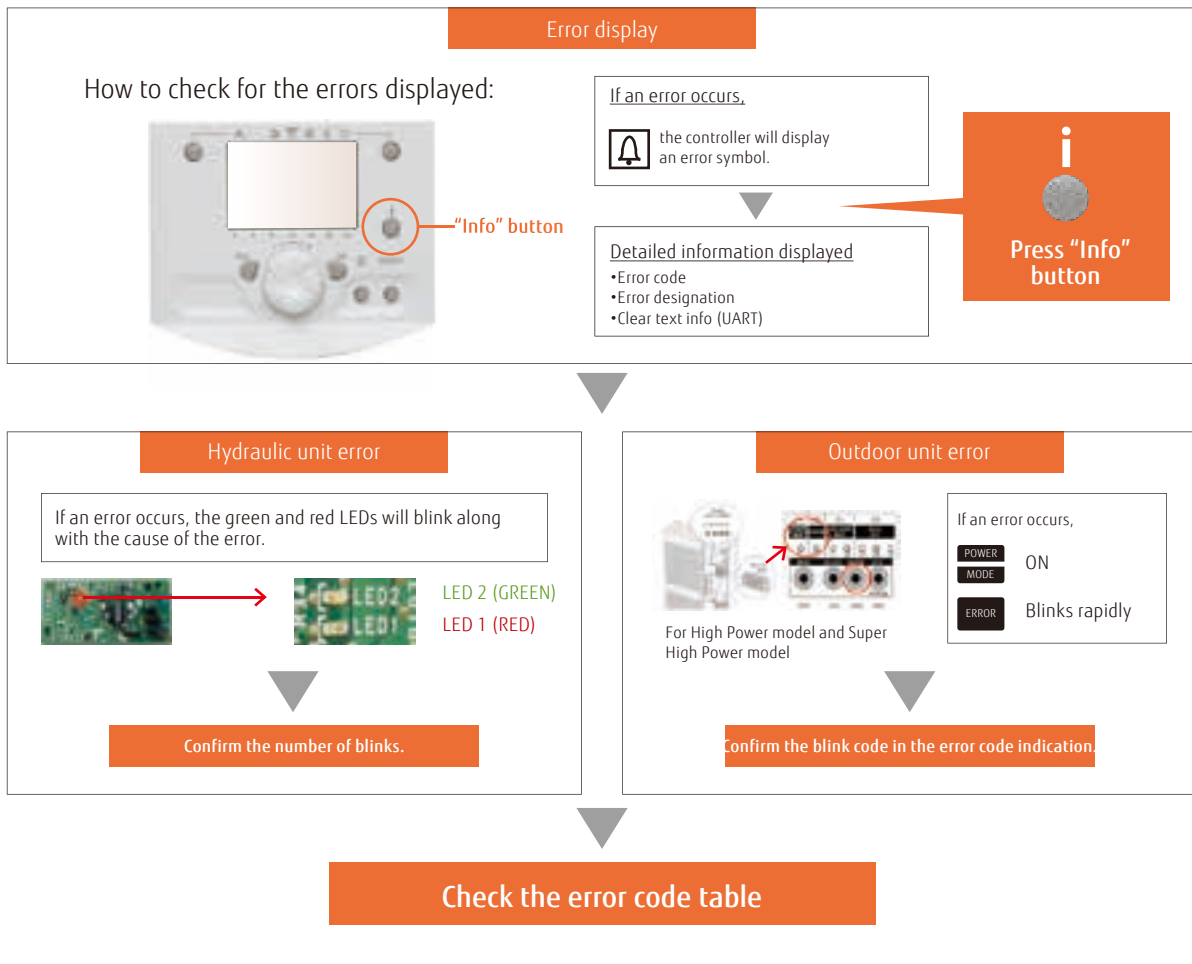 Error display
How to check for the errors displayed:
"Info" button
If an error occurs,
the controller will display
an error symbol.
Detailed information displayed
•Error code
•Error designation
•Clear text info (UART)
i
Press "Info"
button
Hydraulic unit error
If an error occurs, the green and red LEDs will blink along
with the cause of the error.
LED2
LED1
LED 2 (GREEN)
LED 1 (RED)
Confirm the number of blinks.
Outdoor unit error
For High Power model and Super
High Power model
If an error occurs,
POWER
MODE
ON
ERROR
Blinks rapidly
Confirm the blink code in the error code indication.
Check the error code table